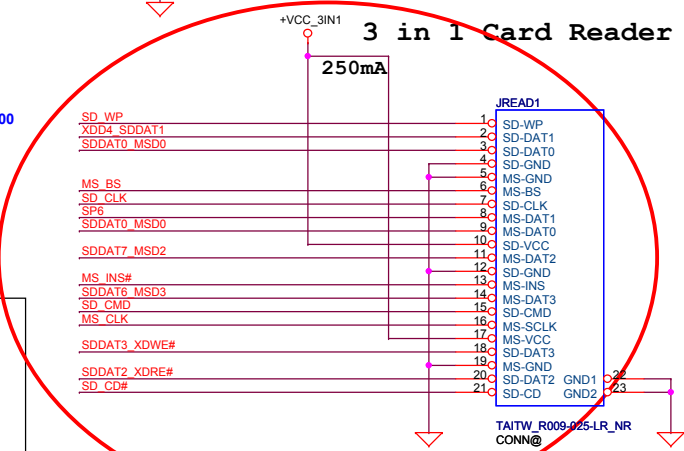 +VCC_3IN1
3 in 1 Card Reader
250mA
JREAD1
00
SD_WP 1 SD-WP
XDD4_SDDAT1 2 SD-DAT1
SDDAT0_MSD0 3 SD-DAT0
4 SD-GND
5 MS-GND
MS_BS 6 MS-BS
SD_CLK 7 SD-CLK
SP6 8 MS-DAT1
SDDAT0_MSD0 9 MS-DAT0
10 SD-VCC
SDDAT7_MSD2 11 MS-DAT2
12 SD-GND
MS_INS# 13 MS-INS
SDDAT6_MSD3 14 MS-DAT3
SD_CMD 15 SD-CMD
MS_CLK 16 MS-SCLK
17 MS-VCC
SDDAT3_XDWE# 18 SD-DAT3
19 MS-GND
SDDAT2_XDRE# 20 SD-DAT2 GND1 22
SD_CD# 21 SD-CD GND2 23
TAITW_R009-025-LR_NR
CONN@